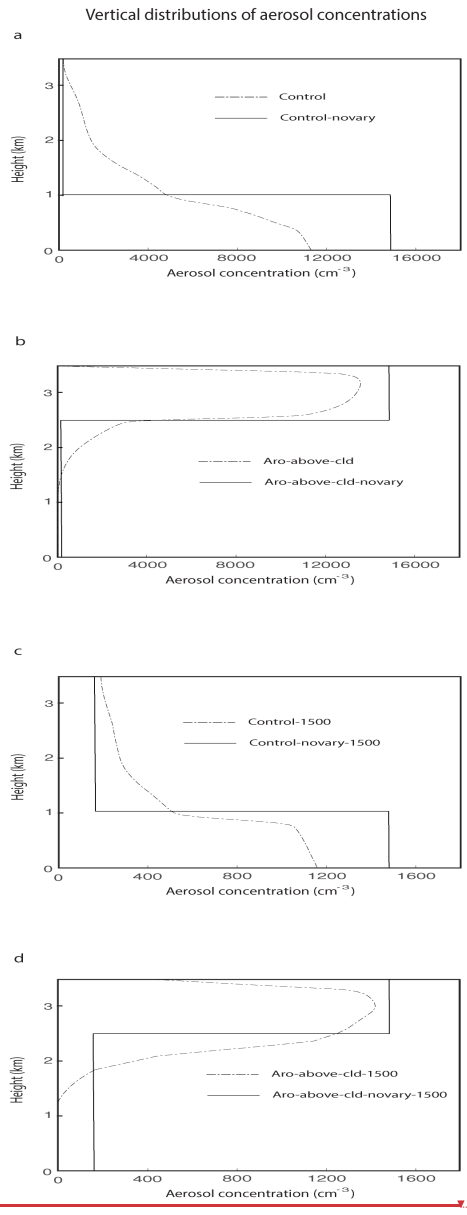 Vertical distributions of aerosol concentrations
a
Height (km)
3
2
1
0
Control
Control-novary
0 4000 8000 12000 16000
Aerosol concentration (cm⁻³)
b
Height (km)
3
2
1
0
Aro-above-cld
Aro-above-cld-novary
0 4000 8000 12000 16000
Aerosol concentration (cm⁻³)
c
Height (km)
3
2
1
0
Control-1500
Control-novary-1500
0 400 800 1200 1600
Aerosol concentration (cm⁻³)
d
Height (km)
3
2
1
0
Aro-above-cld-1500
Aro-above-cld-novary-1500
0 400 800 1200 1600
Aerosol concentration (cm⁻³)